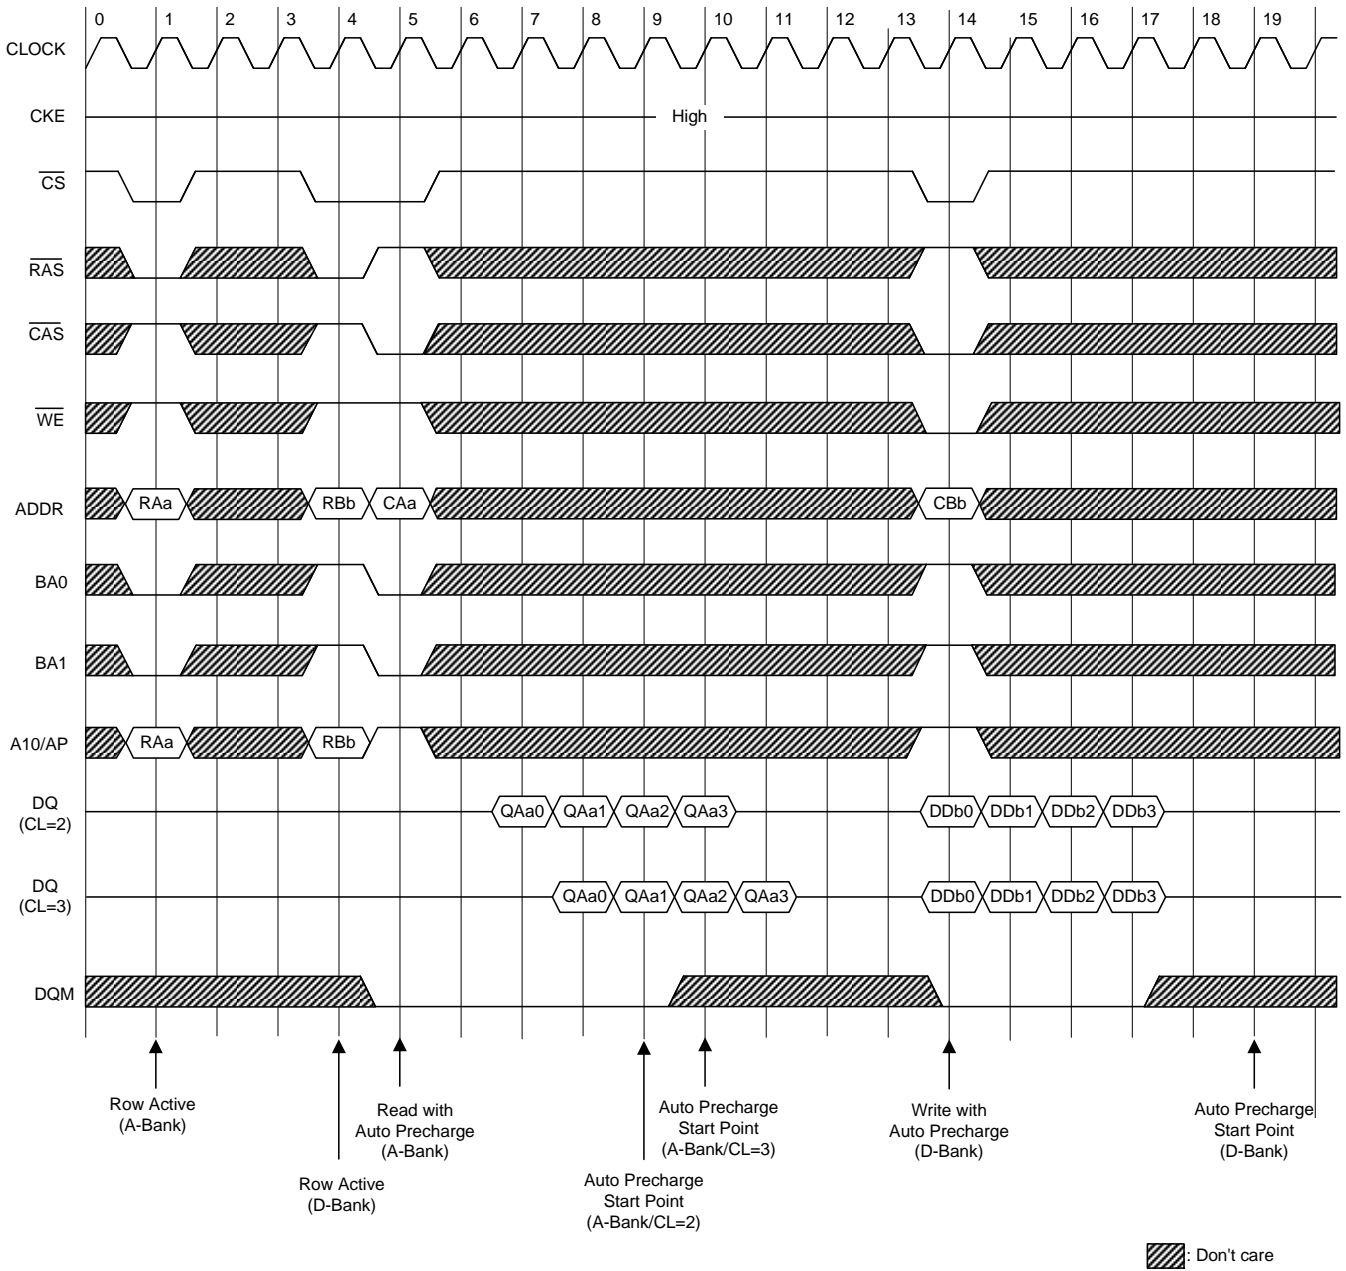 0 1 2 3 4 5 6 7 8 9 10 11 12 13 14 15 16 17 18 19
CLOCK
CKE
High
CS
RAS
CAS
WE
ADDR
RAa RBb CAa CBb
BA0
BA1
A10/AP
RAa RBb
DQ
(CL=2)
QAa0 QAa1 QAa2 QAa3 DDb0 DDb1 DDb2 DDb3
DQ
(CL=3)
QAa0 QAa1 QAa2 QAa3 DDb0 DDb1 DDb2 DDb3
DQM
Row Active
(A-Bank)
Row Active
(D-Bank)
Read with
Auto Precharge
(A-Bank)
Auto Precharge
Start Point
(A-Bank/CL=2)
Auto Precharge
Start Point
(A-Bank/CL=3)
Write with
Auto Precharge
(D-Bank)
Auto Precharge
Start Point
(D-Bank)
: Don't care